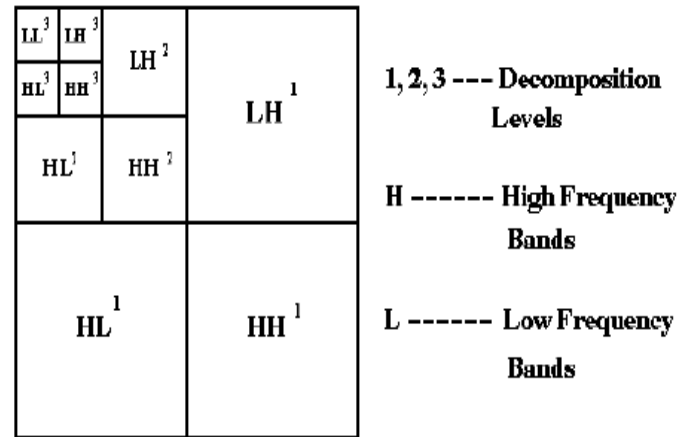 LL³ LH³
LH²
HL³ HH³
LH¹
HL² HH²
HL¹ HH¹
1, 2, 3 --- Decomposition
Levels
H ------ High Frequency
Bands
L ------ Low Frequency
Bands